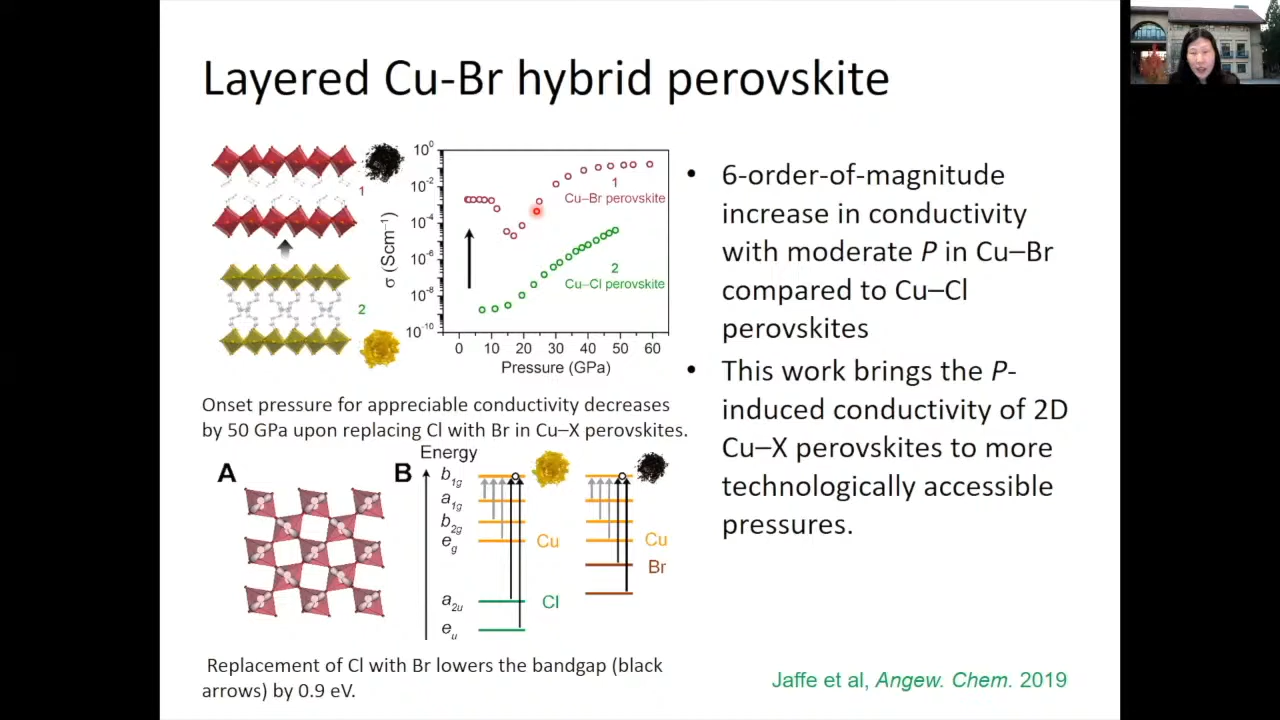 Layered Cu-Br hybrid perovskite
1
2
σ (Scm⁻¹)
10⁰
10⁻²
10⁻⁴
10⁻⁶
10⁻⁸
10⁻¹⁰
1
Cu–Br perovskite
2
Cu–Cl perovskite
0 10 20 30 40 50 60
Pressure (GPa)
Onset pressure for appreciable conductivity decreases
by 50 GPa upon replacing Cl with Br in Cu–X perovskites.
A
B
Energy
b1g
a1g
b2g
eg
a2u
eu
Cu
Cl
Cu
Br
Replacement of Cl with Br lowers the bandgap (black
arrows) by 0.9 eV.
• 6-order-of-magnitude
increase in conductivity
with moderate P in Cu–Br
compared to Cu–Cl
perovskites
• This work brings the P-
induced conductivity of 2D
Cu–X perovskites to more
technologically accessible
pressures.
Jaffe et al, Angew. Chem. 2019